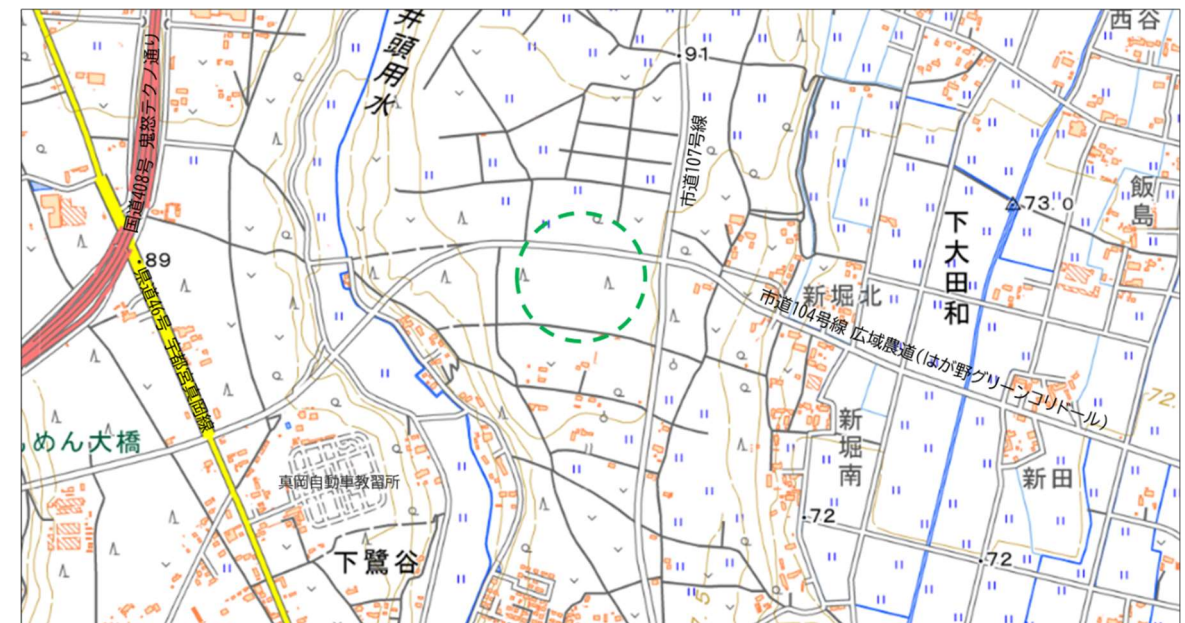 井頭用水
西谷
・91
国道408号 鬼怒テクノ通り
市道107号線
飯島
73.0
下大田和
・89
県道46号 宇都宮真岡線
新堀北
市道104号線 広域農道(はが野グリーンコリドール)
72.
めん大橋
新堀南
新田
真岡自動車教習所
・72
下鷺谷
・72